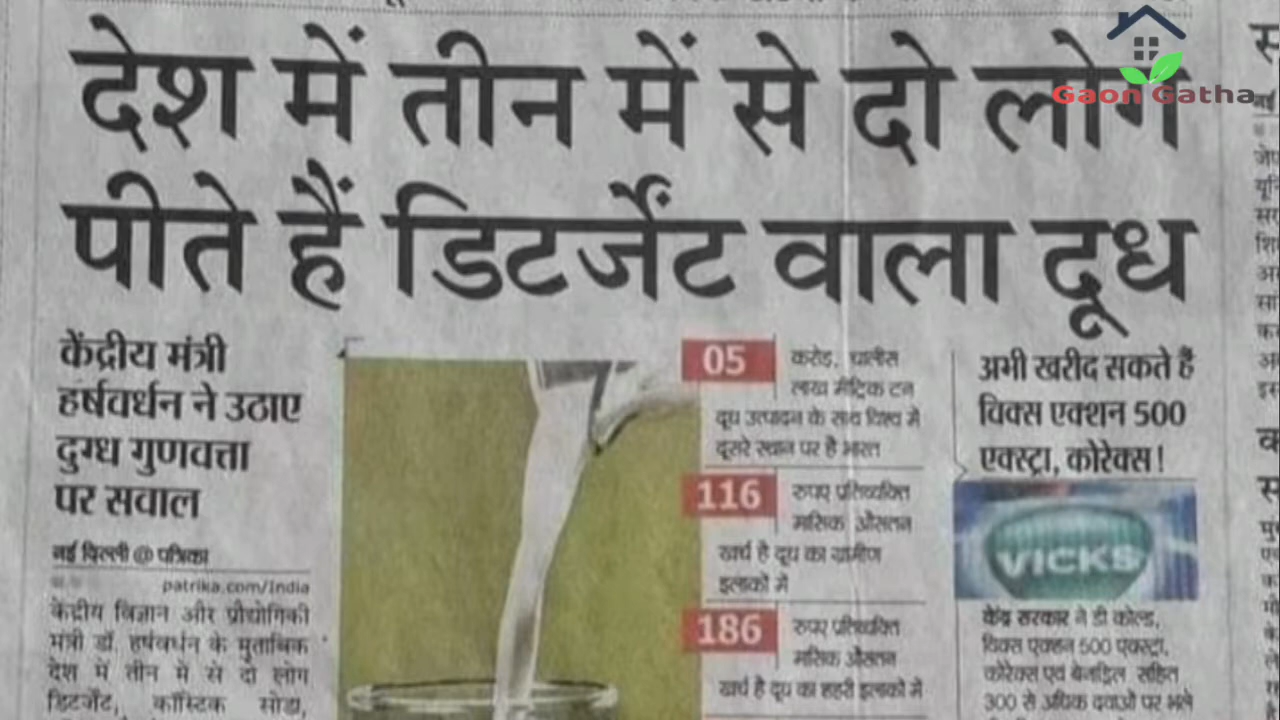 देश में तीन में से दो लोग
पीते हैं डिटर्जेंट वाला दूध
Gaon Gatha
केंद्रीय मंत्री
हर्षवर्धन ने उठाए
दुग्ध गुणवत्ता
पर सवाल
नई दिल्ली @ पत्रिका
patrika.com/India
केंद्रीय विज्ञान और प्रौद्योगिकी
मंत्री डॉ. हर्षवर्धन के मुताबिक
देश में तीन में से दो लोग
डिटर्जेंट, कॉस्टिक सोडा,
05 करोड़, चालीस
लाख मैट्रिक टन
दूध उत्पादन के साथ विश्व में
दूसरे स्थान पर है भारत
116 रुपए प्रतिव्यक्ति
मासिक औसतन
खर्च है दूध का ग्रामीण
इलाकों में
186 रुपए प्रतिव्यक्ति
मासिक औसतन
खर्च है दूध का शहरी इलाकों में
अभी खरीद सकते हैं
विक्स एक्शन 500
एक्स्ट्रा, कोरेक्स!
VICKS
केंद्र सरकार ने डी कोल्ड,
विक्स एक्शन 500 एक्स्ट्रा,
कोरेक्स एवं बेनाड्रिल सहित
300 से अधिक दवाओं पर भले